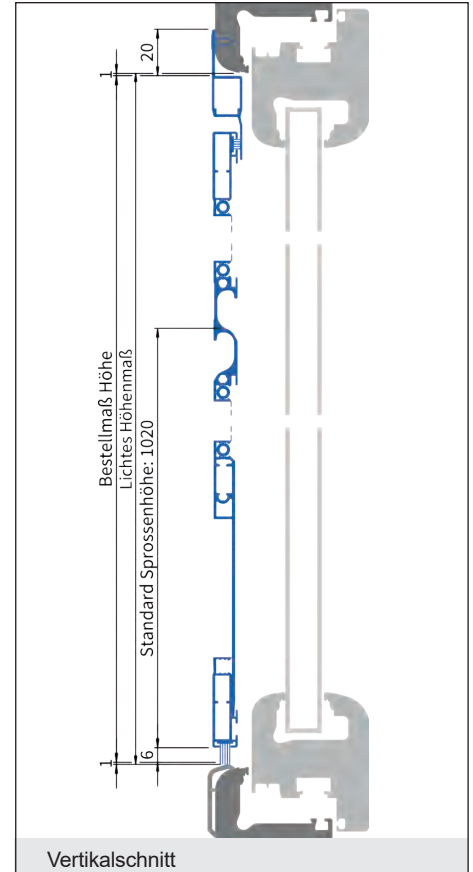 20
1
Bestellmaß Höhe
Lichtes Höhenmaß
Standard Sprossenhöhe: 1020
6
1
Vertikalschnitt